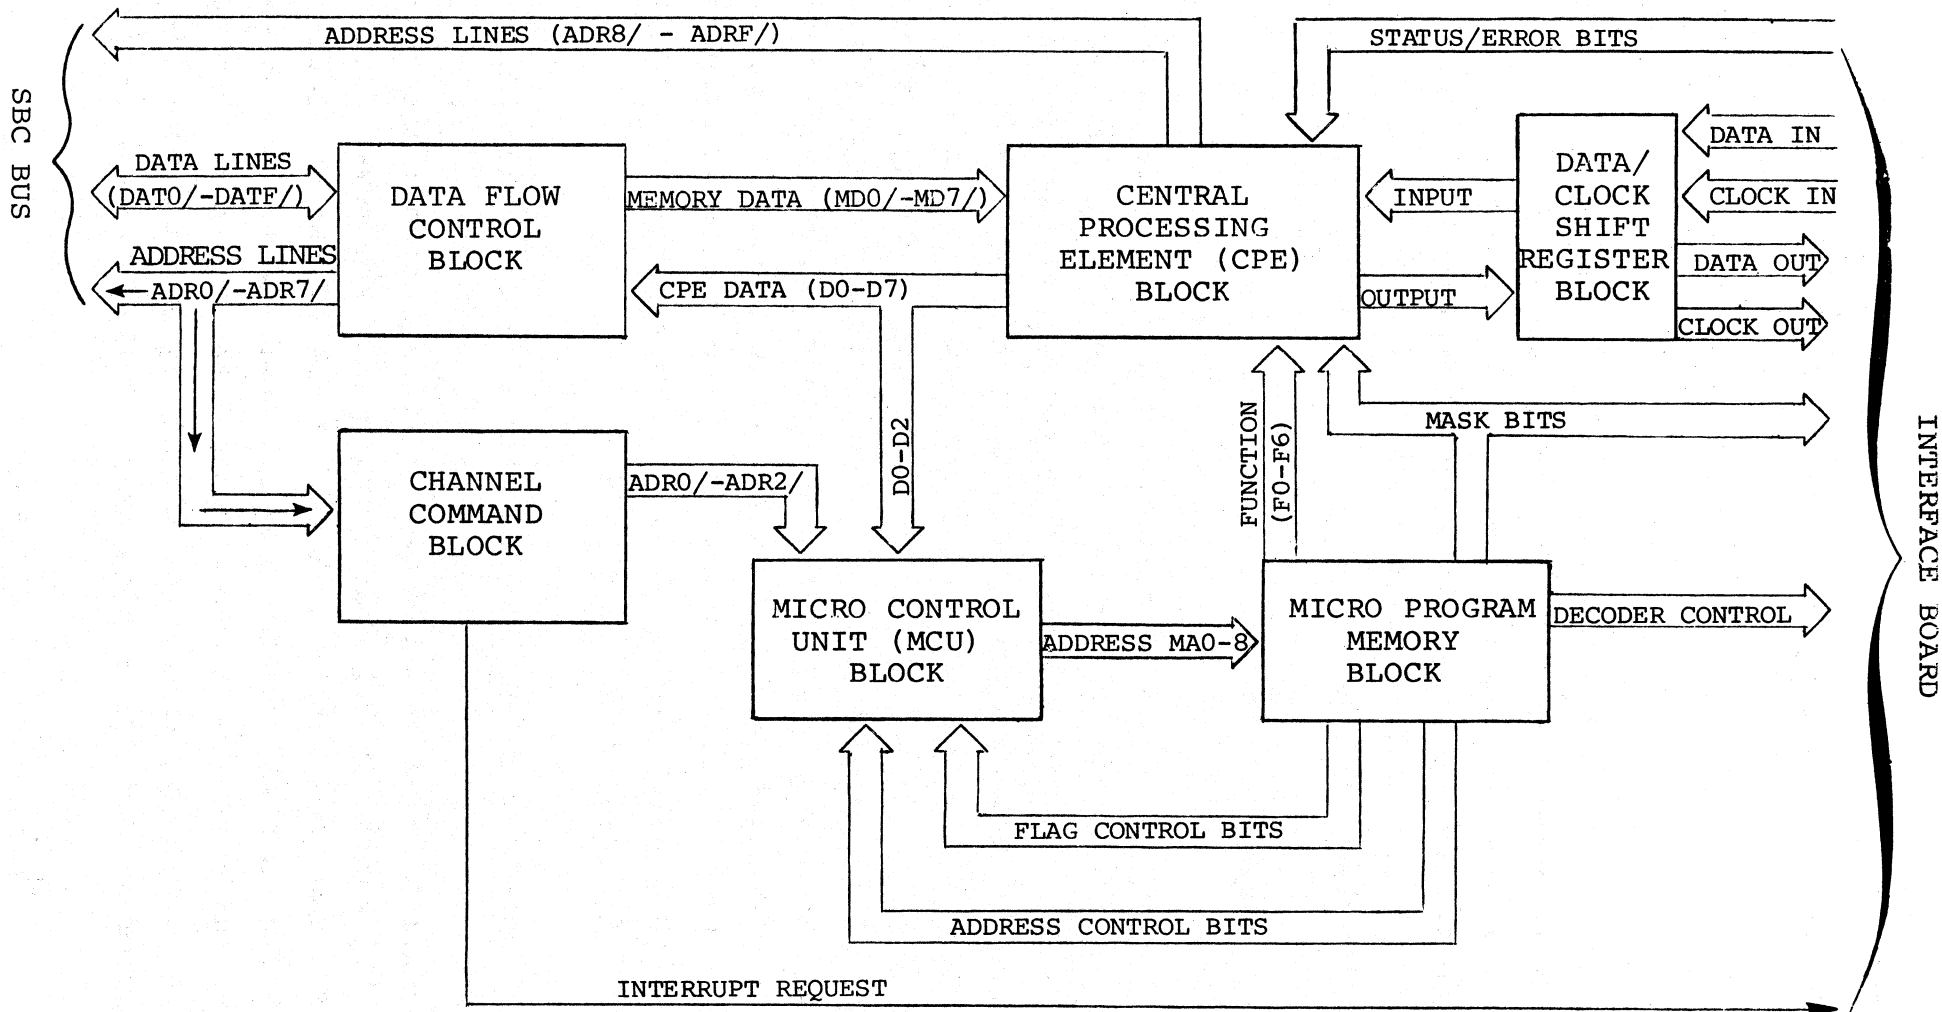 ADDRESS LINES (ADR8/ - ADRF/)
STATUS/ERROR BITS
SBC BUS
DATA LINES
(DAT0/-DATF/)
ADDRESS LINES
ADR0/-ADR7/
DATA FLOW
CONTROL
BLOCK
MEMORY DATA (MD0/-MD7/)
CPE DATA (D0-D7)
CENTRAL
PROCESSING
ELEMENT (CPE)
BLOCK
INPUT
OUTPUT
DATA/
CLOCK
SHIFT
REGISTER
BLOCK
DATA IN
CLOCK IN
DATA OUT
CLOCK OUT
CHANNEL
COMMAND
BLOCK
ADR0/-ADR2/
D0-D2
FUNCTION
(F0-F6)
MASK BITS
INTERFACE BOARD
MICRO CONTROL
UNIT (MCU)
BLOCK
ADDRESS MA0-8
MICRO PROGRAM
MEMORY
BLOCK
DECODER CONTROL
FLAG CONTROL BITS
ADDRESS CONTROL BITS
INTERRUPT REQUEST